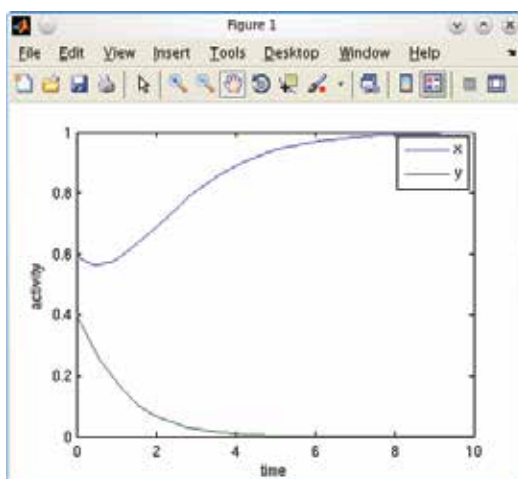 Figure 1
File Edit View Insert Tools Desktop Window Help
1
0.8
0.6
0.4
0.2
0
activity
0 2 4 6 8 10
time
x
y